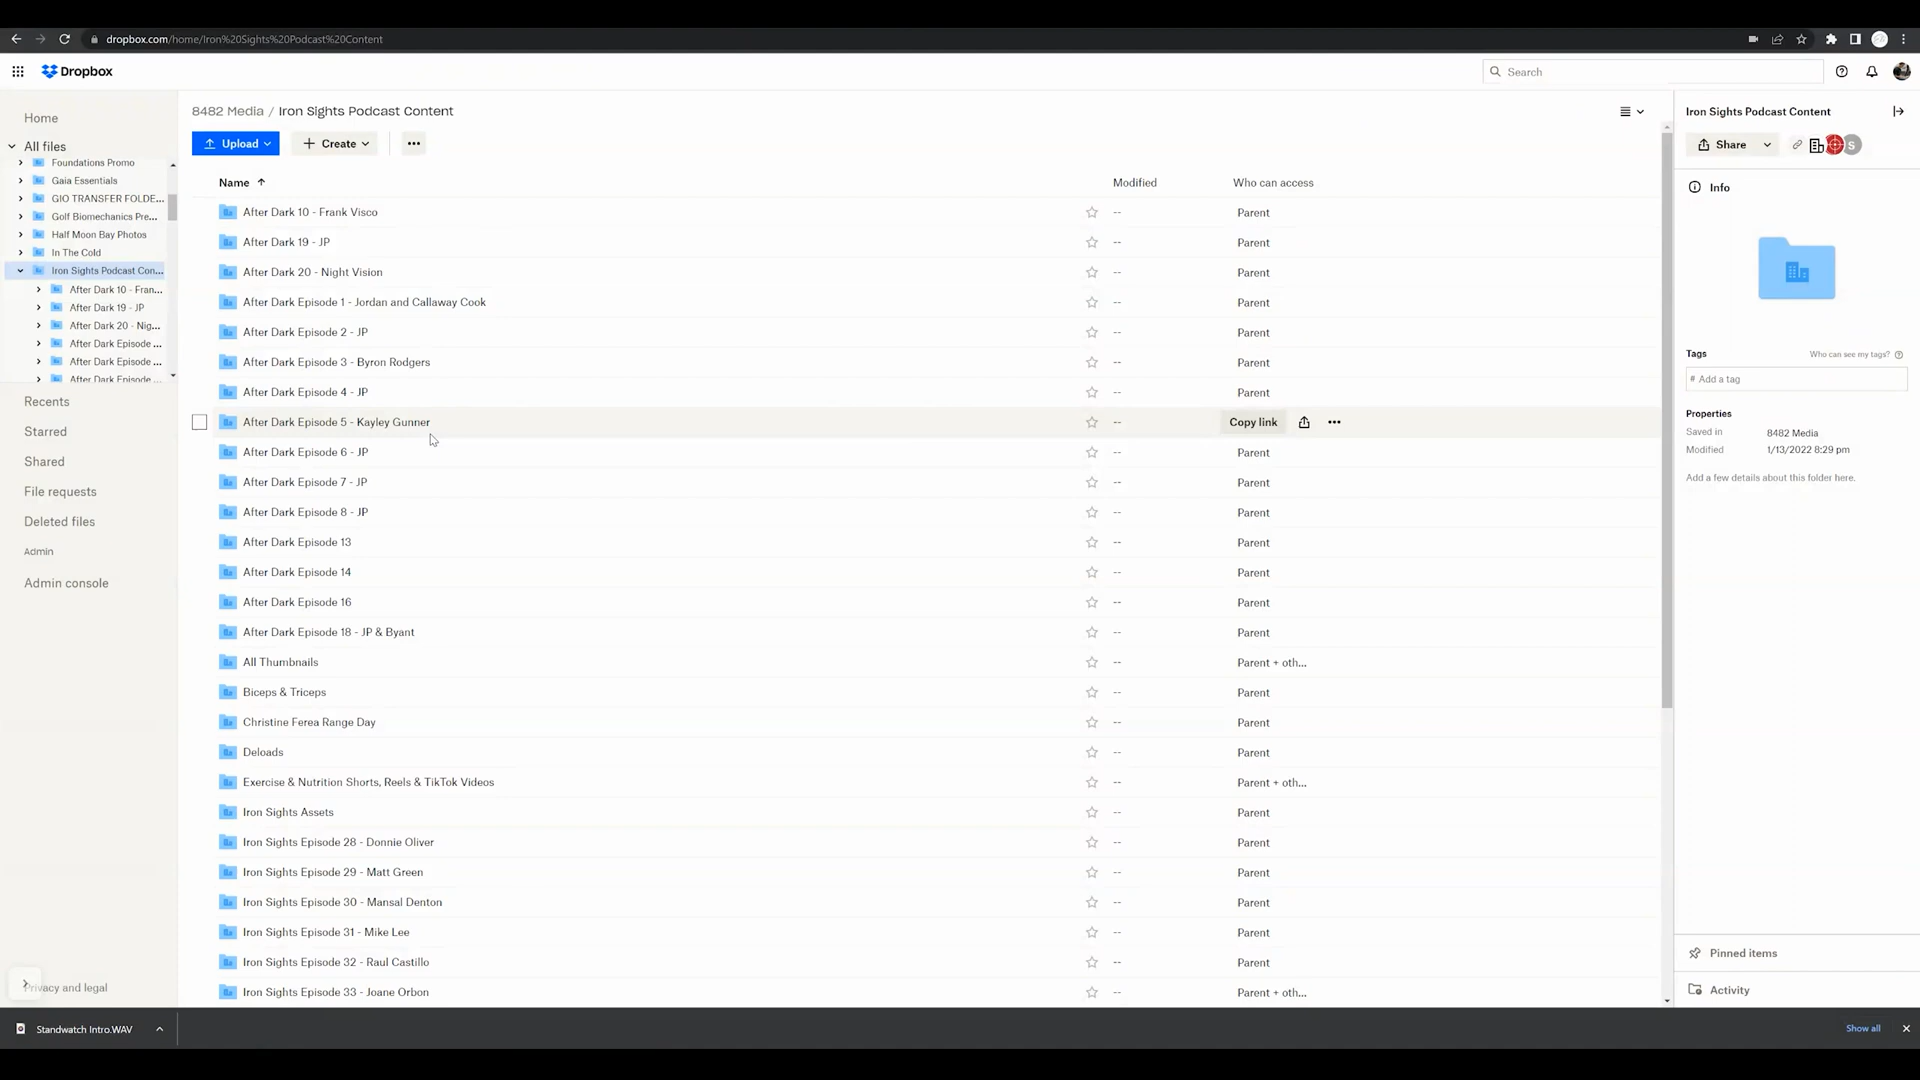 dropbox.com/home/Iron%20Sights%20Podcast%20Content
Dropbox
Search
Home
All files
Foundations Promo
Gaia Essentials
GIO TRANSFER FOLDE...
Golf Biomechanics Pre...
Half Moon Bay Photos
In The Cold
Iron Sights Podcast Con...
After Dark 10 - Fran...
After Dark 19 - JP
After Dark 20 - Nig...
After Dark Episode ...
After Dark Episode ...
After Dark Episode ...
Recents
Starred
Shared
File requests
Deleted files
Admin
Admin console
Privacy and legal
8482 Media / Iron Sights Podcast Content
Upload
Create
Name Modified Who can access
After Dark 10 - Frank Visco -- Parent
After Dark 19 - JP -- Parent
After Dark 20 - Night Vision -- Parent
After Dark Episode 1 - Jordan and Callaway Cook -- Parent
After Dark Episode 2 - JP -- Parent
After Dark Episode 3 - Byron Rodgers -- Parent
After Dark Episode 4 - JP -- Parent
After Dark Episode 5 - Kayley Gunner -- Copy link
After Dark Episode 6 - JP -- Parent
After Dark Episode 7 - JP -- Parent
After Dark Episode 8 - JP -- Parent
After Dark Episode 13 -- Parent
After Dark Episode 14 -- Parent
After Dark Episode 16 -- Parent
After Dark Episode 18 - JP & Byant -- Parent
All Thumbnails -- Parent + oth...
Biceps & Triceps -- Parent
Christine Ferea Range Day -- Parent
Deloads -- Parent
Exercise & Nutrition Shorts, Reels & TikTok Videos -- Parent + oth...
Iron Sights Assets -- Parent
Iron Sights Episode 28 - Donnie Oliver -- Parent
Iron Sights Episode 29 - Matt Green -- Parent
Iron Sights Episode 30 - Mansal Denton -- Parent
Iron Sights Episode 31 - Mike Lee -- Parent
Iron Sights Episode 32 - Raul Castillo -- Parent
Iron Sights Episode 33 - Joane Orbon -- Parent + oth...
Iron Sights Podcast Content
Share
S
Info
Tags Who can see my tags?
# Add a tag
Properties
Saved in 8482 Media
Modified 1/13/2022 8:29 pm
Add a few details about this folder here.
Pinned items
Activity
Standwatch Intro.WAV
Show all